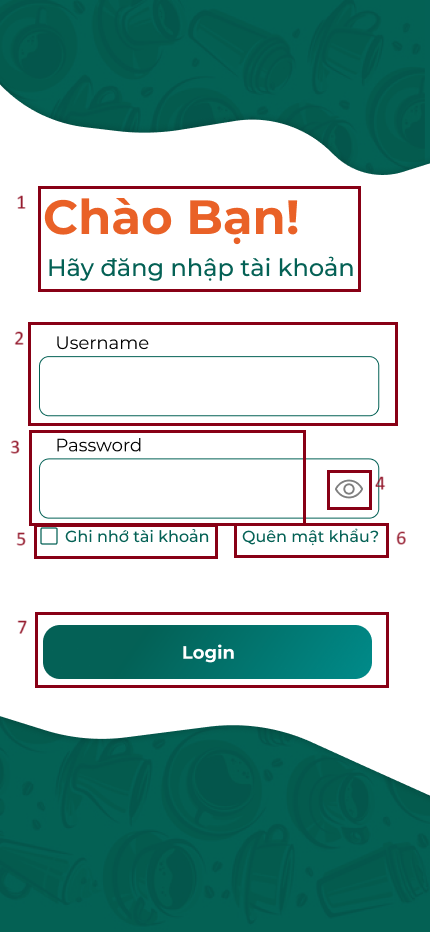 1
Chào Bạn!
Hãy đăng nhập tài khoản
2
Username
3
Password
4
5
Ghi nhớ tài khoản
Quên mật khẩu?
6
7
Login